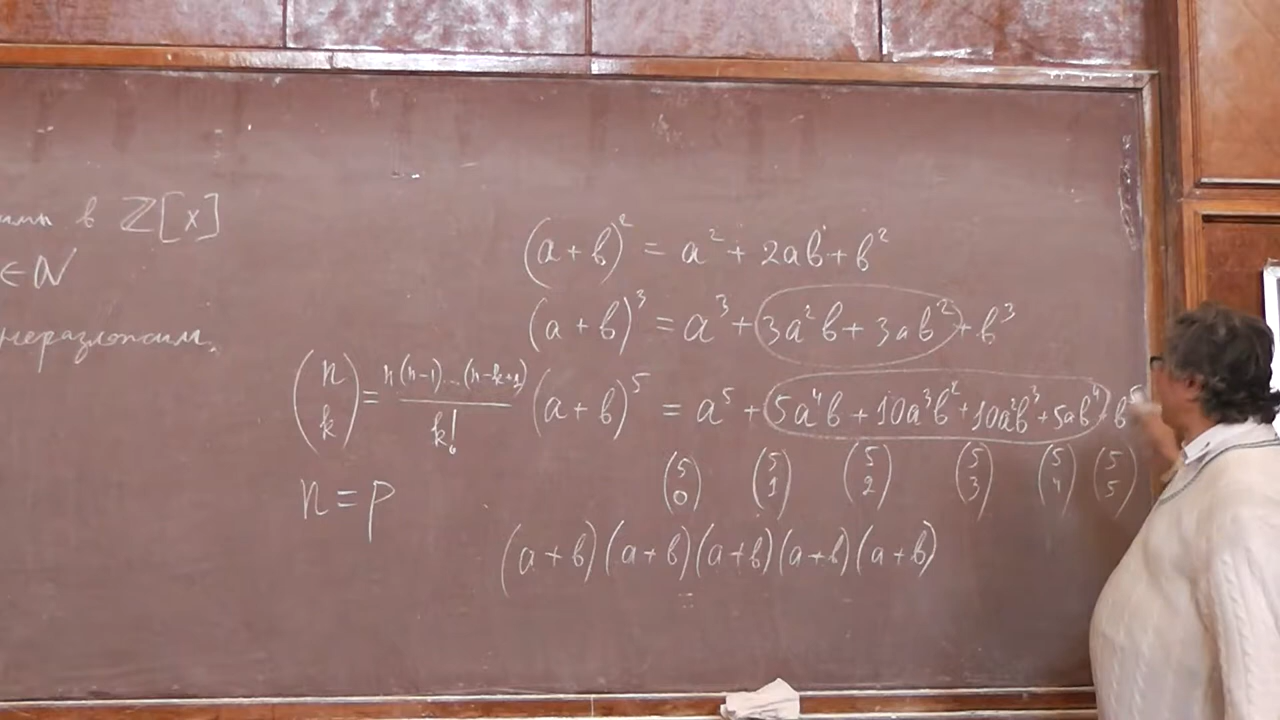 в ℤ[x]
∈ ℕ
неразложим.
(a + b)² = a² + 2ab + b²
(a + b)³ = a³ + 3a²b + 3ab² + b³
(n k) = n(n-1)...(n-k+1) / k!
(a + b)⁵ = a⁵ + 5a⁴b + 10a³b² + 10a²b³ + 5ab⁴ + b⁵
(5 0) (5 1) (5 2) (5 3) (5 4) (5 5)
n = p
(a + b)(a + b)(a + b)(a + b)(a + b)